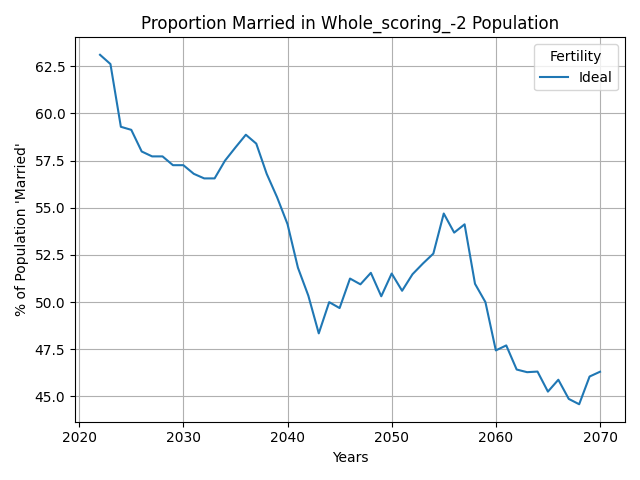 Proportion Married in Whole_scoring_-2 Population
Fertility
Ideal
% of Population 'Married'
62.5
60.0
57.5
55.0
52.5
50.0
47.5
45.0
2020 2030 2040 2050 2060 2070
Years